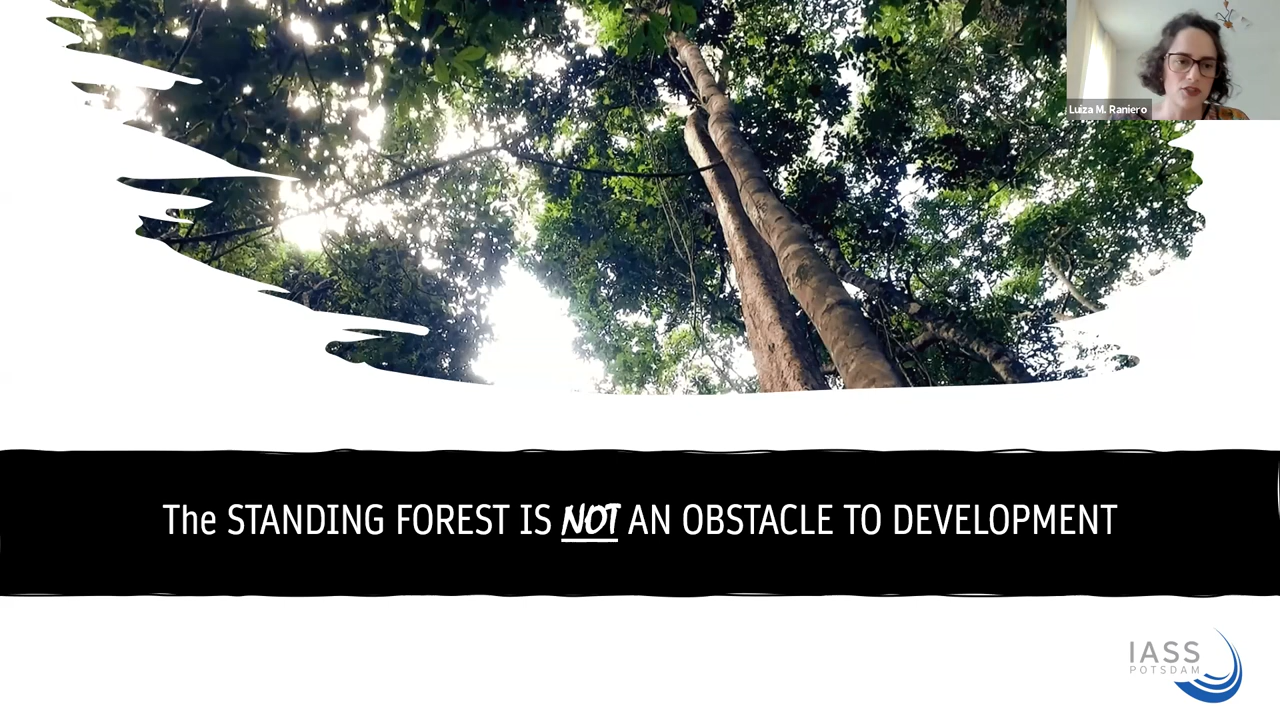 Luiza M. Raniero
The STANDING FOREST IS NOT AN OBSTACLE TO DEVELOPMENT
IASS
POTSDAM